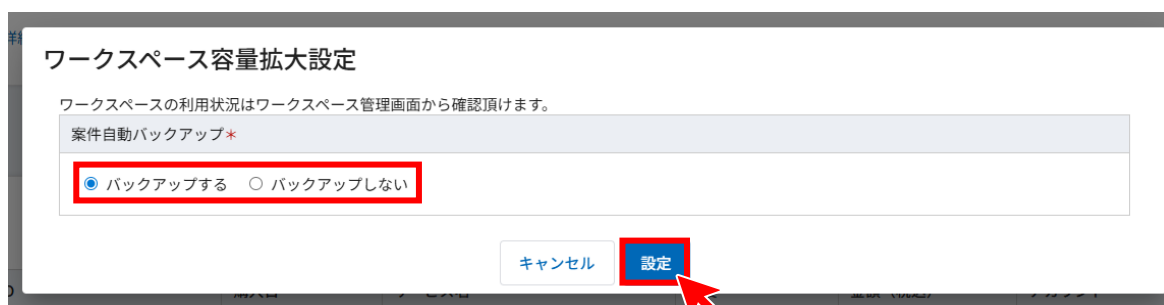 ワークスペース容量拡大設定
ワークスペースの利用状況はワークスペース管理画面から確認頂けます。
案件自動バックアップ*
バックアップする バックアップしない
キャンセル 設定